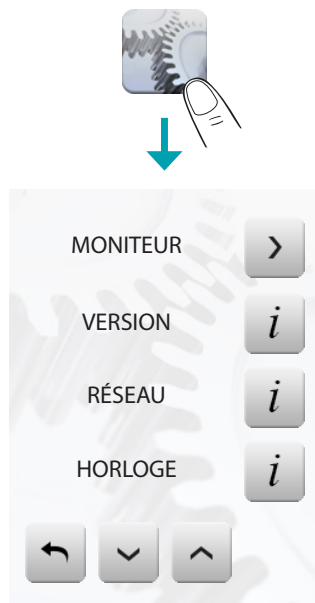 MONITEUR
VERSION
i
RÉSEAU
i
HORLOGE
i